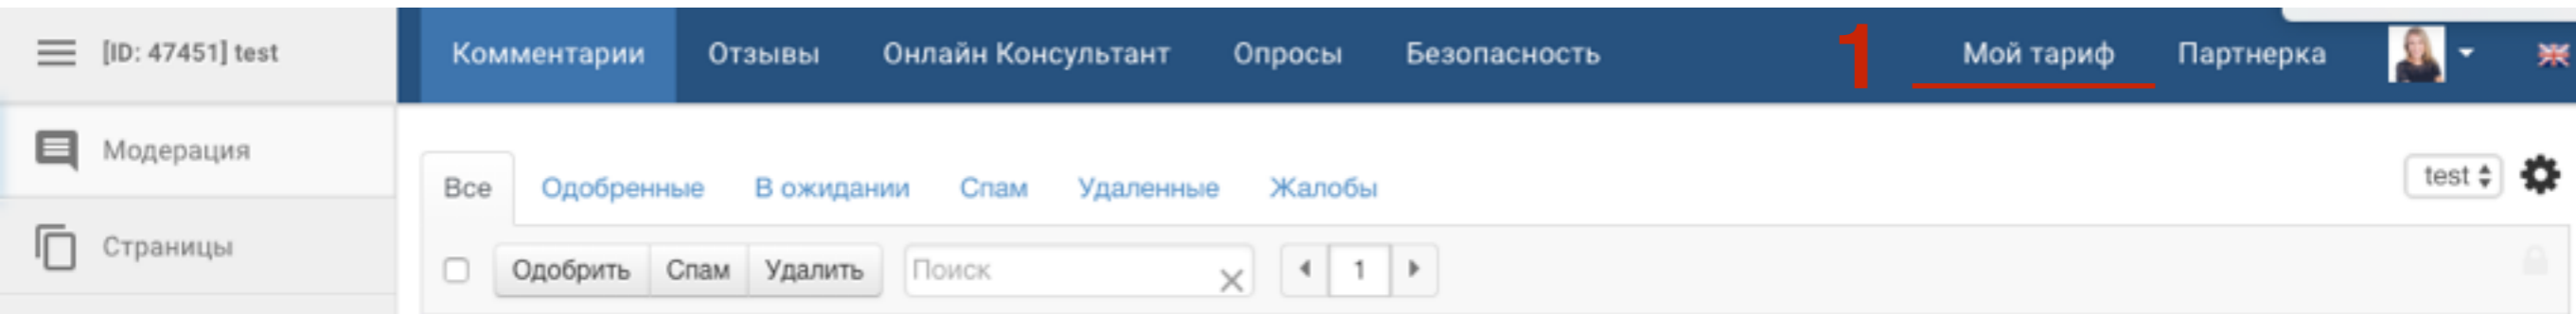 [ID: 47451] test
Комментарии Отзывы Онлайн Консультант Опросы Безопасность 1 Мой тариф Партнерка
Модерация
Все Одобренные В ожидании Спам Удаленные Жалобы test
Страницы
Одобрить Спам Удалить Поиск 1